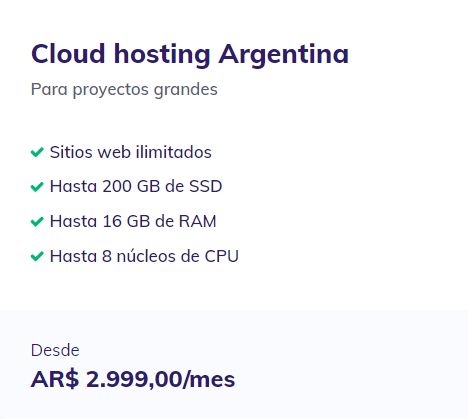 Cloud hosting Argentina
Para proyectos grandes
Sitios web ilimitados
Hasta 200 GB de SSD
Hasta 16 GB de RAM
Hasta 8 núcleos de CPU
Desde
AR$ 2.999,00/mes